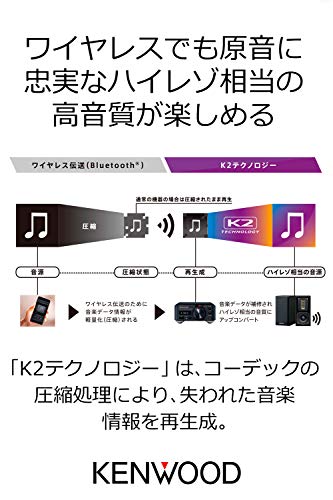 ワイヤレスでも原音に
忠実なハイレゾ相当の
高音質が楽しめる
ワイヤレス伝送(Bluetooth®)
K2テクノロジー
通常の機器の場合は圧縮されたまま再生
圧縮
K2
TECHNOLOGY
音源
圧縮状態
再生成
ハイレゾ相当の音源
ワイヤレス伝送のために
音楽データ情報が
軽量化(圧縮)される
音楽データが補修され
ハイレゾ相当の音質に
アップコンバート
「K2テクノロジー」は、コーデックの
圧縮処理により、失われた音楽
情報を再生成。
KENWOOD